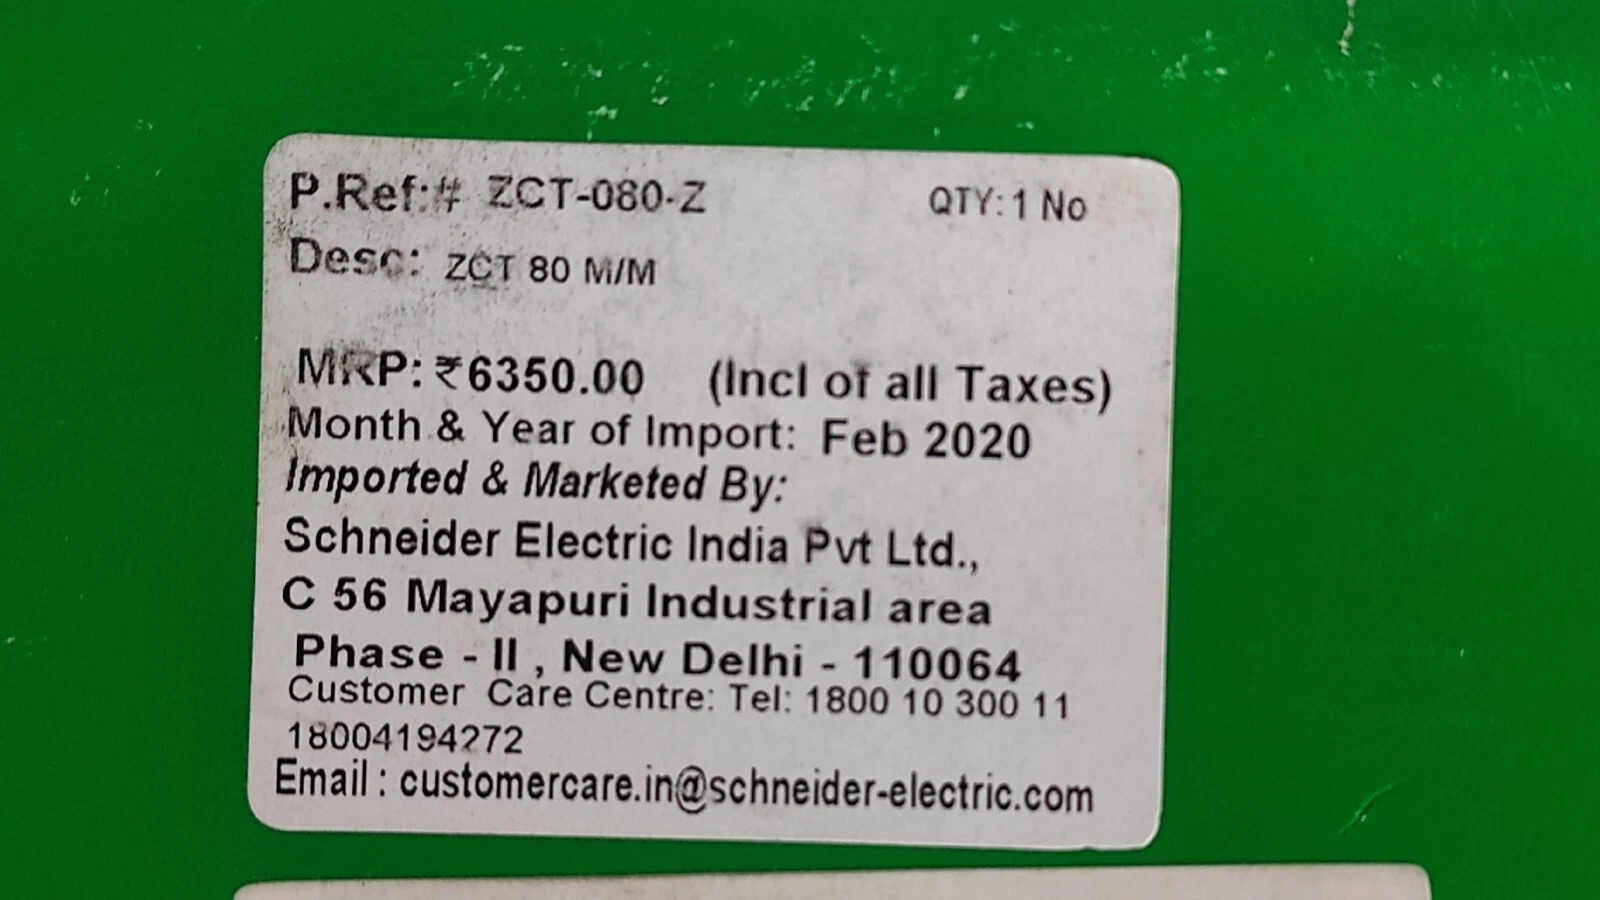 P.Ref:# ZCT-080-Z QTY: 1 No
Desc: ZCT 80 M/M
MRP: ₹6350.00 (Incl of all Taxes)
Month & Year of Import: Feb 2020
Imported & Marketed By:
Schneider Electric India Pvt Ltd.,
C 56 Mayapuri Industrial area
Phase - II , New Delhi - 110064
Customer Care Centre: Tel: 1800 10 300 11
18004194272
Email : customercare.in@schneider-electric.com